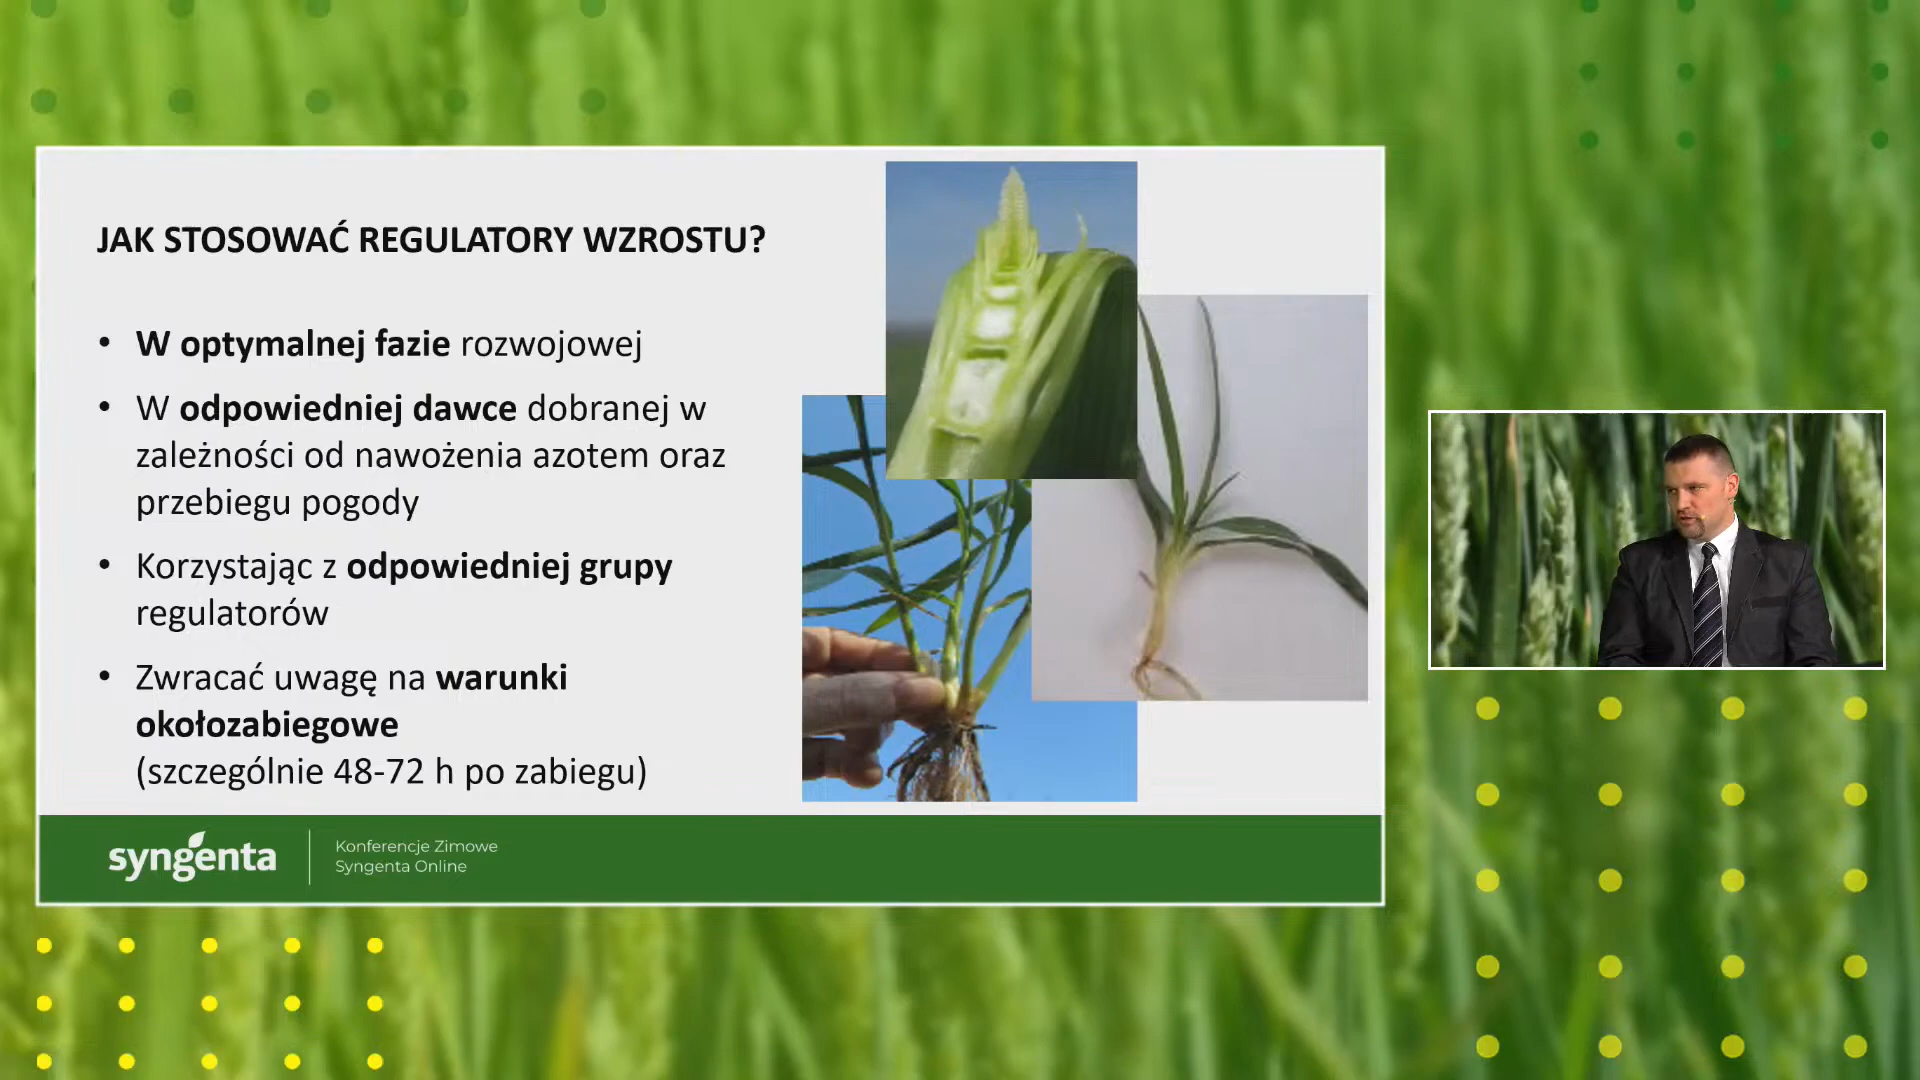 JAK STOSOWAĆ REGULATORY WZROSTU?
• W optymalnej fazie rozwojowej
• W odpowiedniej dawce dobranej w
zależności od nawożenia azotem oraz
przebiegu pogody
• Korzystając z odpowiedniej grupy
regulatorów
• Zwracać uwagę na warunki
okołozabiegowe
(szczególnie 48-72 h po zabiegu)
syngenta
Konferencje Zimowe
Syngenta Online